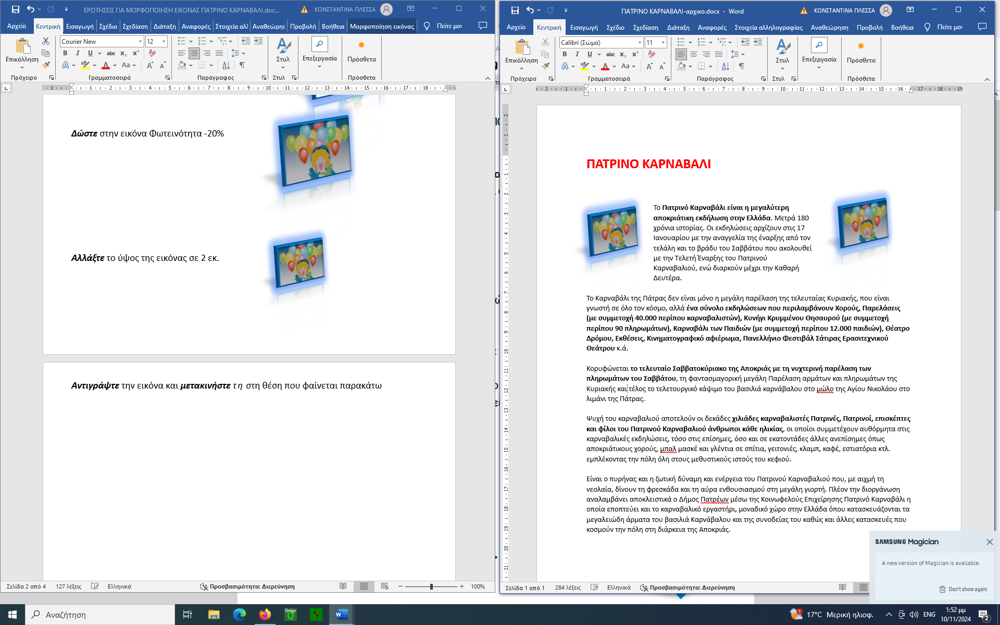 ΕΡΩΤΗΣΕΙΣ ΓΙΑ ΜΟΡΦΟΠΟΙΗΣΗ ΕΙΚΟΝΑΣ ΠΑΤΡΙΝΟ ΚΑΡΝΑΒΑΛΙ.doc...
ΚΩΝΣΤΑΝΤΙΝΑ ΠΛΕΣΣΑ
Αρχείο Κεντρική Εισαγωγή Σχέδιο Σχεδίαση Διάταξη Αναφορές Στοιχεία αλλ Αναθεώρησ Προβολή Βοήθεια Μορφοποίηση εικόνας Πείτε μου
Επικόλληση
Courier New 12
Στυλ
Επεξεργασία
Πρόσθετα
Πρόχειρο Γραμματοσειρά Παράγραφος Στυλ Πρόσθετα
Δώστε στην εικόνα Φωτεινότητα -20%
Αλλάξτε το ύψος της εικόνας σε 2 εκ.
Αντιγράψτε την εικόνα και μετακινήστε τη στη θέση που φαίνεται παρακάτω
Σελίδα 2 από 4 127 λέξεις Ελληνικά Προσβασιμότητα: Διερεύνηση 100%
ΠΑΤΡΙΝΟ ΚΑΡΝΑΒΑΛΙ-αρχικο.docx - Word
ΚΩΝΣΤΑΝΤΙΝΑ ΠΛΕΣΣΑ
Αρχείο Κεντρική Εισαγωγή Σχέδιο Σχεδίαση Διάταξη Αναφορές Στοιχεία αλληλογραφίας Αναθεώρηση Προβολή Βοήθεια Πείτε μου
Επικόλληση
Calibri (Σώμα) 11
Στυλ
Επεξεργασία
Πρόσθετα
Πρόχειρο Γραμματοσειρά Παράγραφος Στυλ Πρόσθετα
ΠΑΤΡΙΝΟ ΚΑΡΝΑΒΑΛΙ
Το Πατρινό Καρναβάλι είναι η μεγαλύτερη
αποκριάτικη εκδήλωση στην Ελλάδα. Μετρά 180
χρόνια ιστορίας. Οι εκδηλώσεις αρχίζουν στις 17
Ιανουαρίου με την αναγγελία της έναρξης από τον
τελάλη και το βράδυ του Σαββάτου που ακολουθεί
με την Τελετή Έναρξης του Πατρινού
Καρναβαλιού, ενώ διαρκούν μέχρι την Καθαρή
Δευτέρα.
Το Καρναβάλι της Πάτρας δεν είναι μόνο η μεγάλη παρέλαση της τελευταίας Κυριακής, που είναι
γνωστή σε όλο τον κόσμο, αλλά ένα σύνολο εκδηλώσεων που περιλαμβάνουν Χορούς, Παρελάσεις
(με συμμετοχή 40.000 περίπου καρναβαλιστών), Κυνήγι Κρυμμένου Θησαυρού (με συμμετοχή
περίπου 90 πληρωμάτων), Καρναβάλι των Παιδιών (με συμμετοχή περίπου 12.000 παιδιών), Θέατρο
Δρόμου, Εκθέσεις, Κινηματογραφικό αφιέρωμα, Πανελλήνιο Φεστιβάλ Σάτιρας Ερασιτεχνικού
Θεάτρου κ.ά.
Κορυφώνεται το τελευταίο Σαββατοκύριακο της Αποκριάς με τη νυχτερινή παρέλαση των
πληρωμάτων του Σαββάτου, τη φαντασμαγορική μεγάλη Παρέλαση αρμάτων και πληρωμάτων της
Κυριακής και τέλος το τελετουργικό κάψιμο του βασιλιά καρνάβαλου στο μώλο της Αγίου Νικολάου στο
λιμάνι της Πάτρας.
Ψυχή του καρναβαλιού αποτελούν οι δεκάδες χιλιάδες καρναβαλιστές Πατρινές, Πατρινοί, επισκέπτες
και φίλοι του Πατρινού Καρναβαλιού άνθρωποι κάθε ηλικίας, οι οποίοι συμμετέχουν αυθόρμητα στις
καρναβαλικές εκδηλώσεις, τόσο στις επίσημες, όσο και σε εκατοντάδες άλλες ανεπίσημες όπως
αποκριάτικους χορούς, μπαλ μασκέ και γλέντια σε σπίτια, γειτονιές, κλαμπ, καφέ, εστιατόρια κτλ.
εμπλέκοντας την πόλη όλη στους μεθυστικούς ιστούς του κεφιού.
Είναι ο πυρήνας και η ζωτική δύναμη και ενέργεια του Πατρινού Καρναβαλιού που, με αιχμή τη
νεολαία, δίνουν τη φρεσκάδα και τη αύρα ενθουσιασμού στη μεγάλη γιορτή. Πλέον την διοργάνωση
αναλαμβάνει αποκλειστικά ο Δήμος Πατρέων μέσω της Κοινωφελούς Επιχείρησης Πατρινό Καρναβάλι η
οποία εποπτεύει και το καρναβαλικό εργαστήρι, μοναδικό χώρο στην Ελλάδα όπου κατασκευάζονται τα
μεγαλειώδη άρματα του βασιλιά Καρνάβαλου και της συνοδείας του καθώς και άλλες κατασκευές που
κοσμούν την πόλη στη διάρκεια της Αποκριάς.
Σελίδα 1 από 1 284 λέξεις Ελληνικά Προσβασιμότητα: Διερεύνηση
SAMSUNG Magician
A new version of Magician is available.
Don't show again
Αναζήτηση
17°C Μερική ηλιοφ. ENG 1:52 μμ
10/11/2024 2